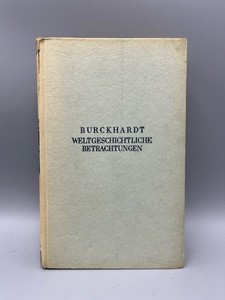 BURCKHARDT
WELTGESCHICHTLICHE
BETRACHTUNGEN